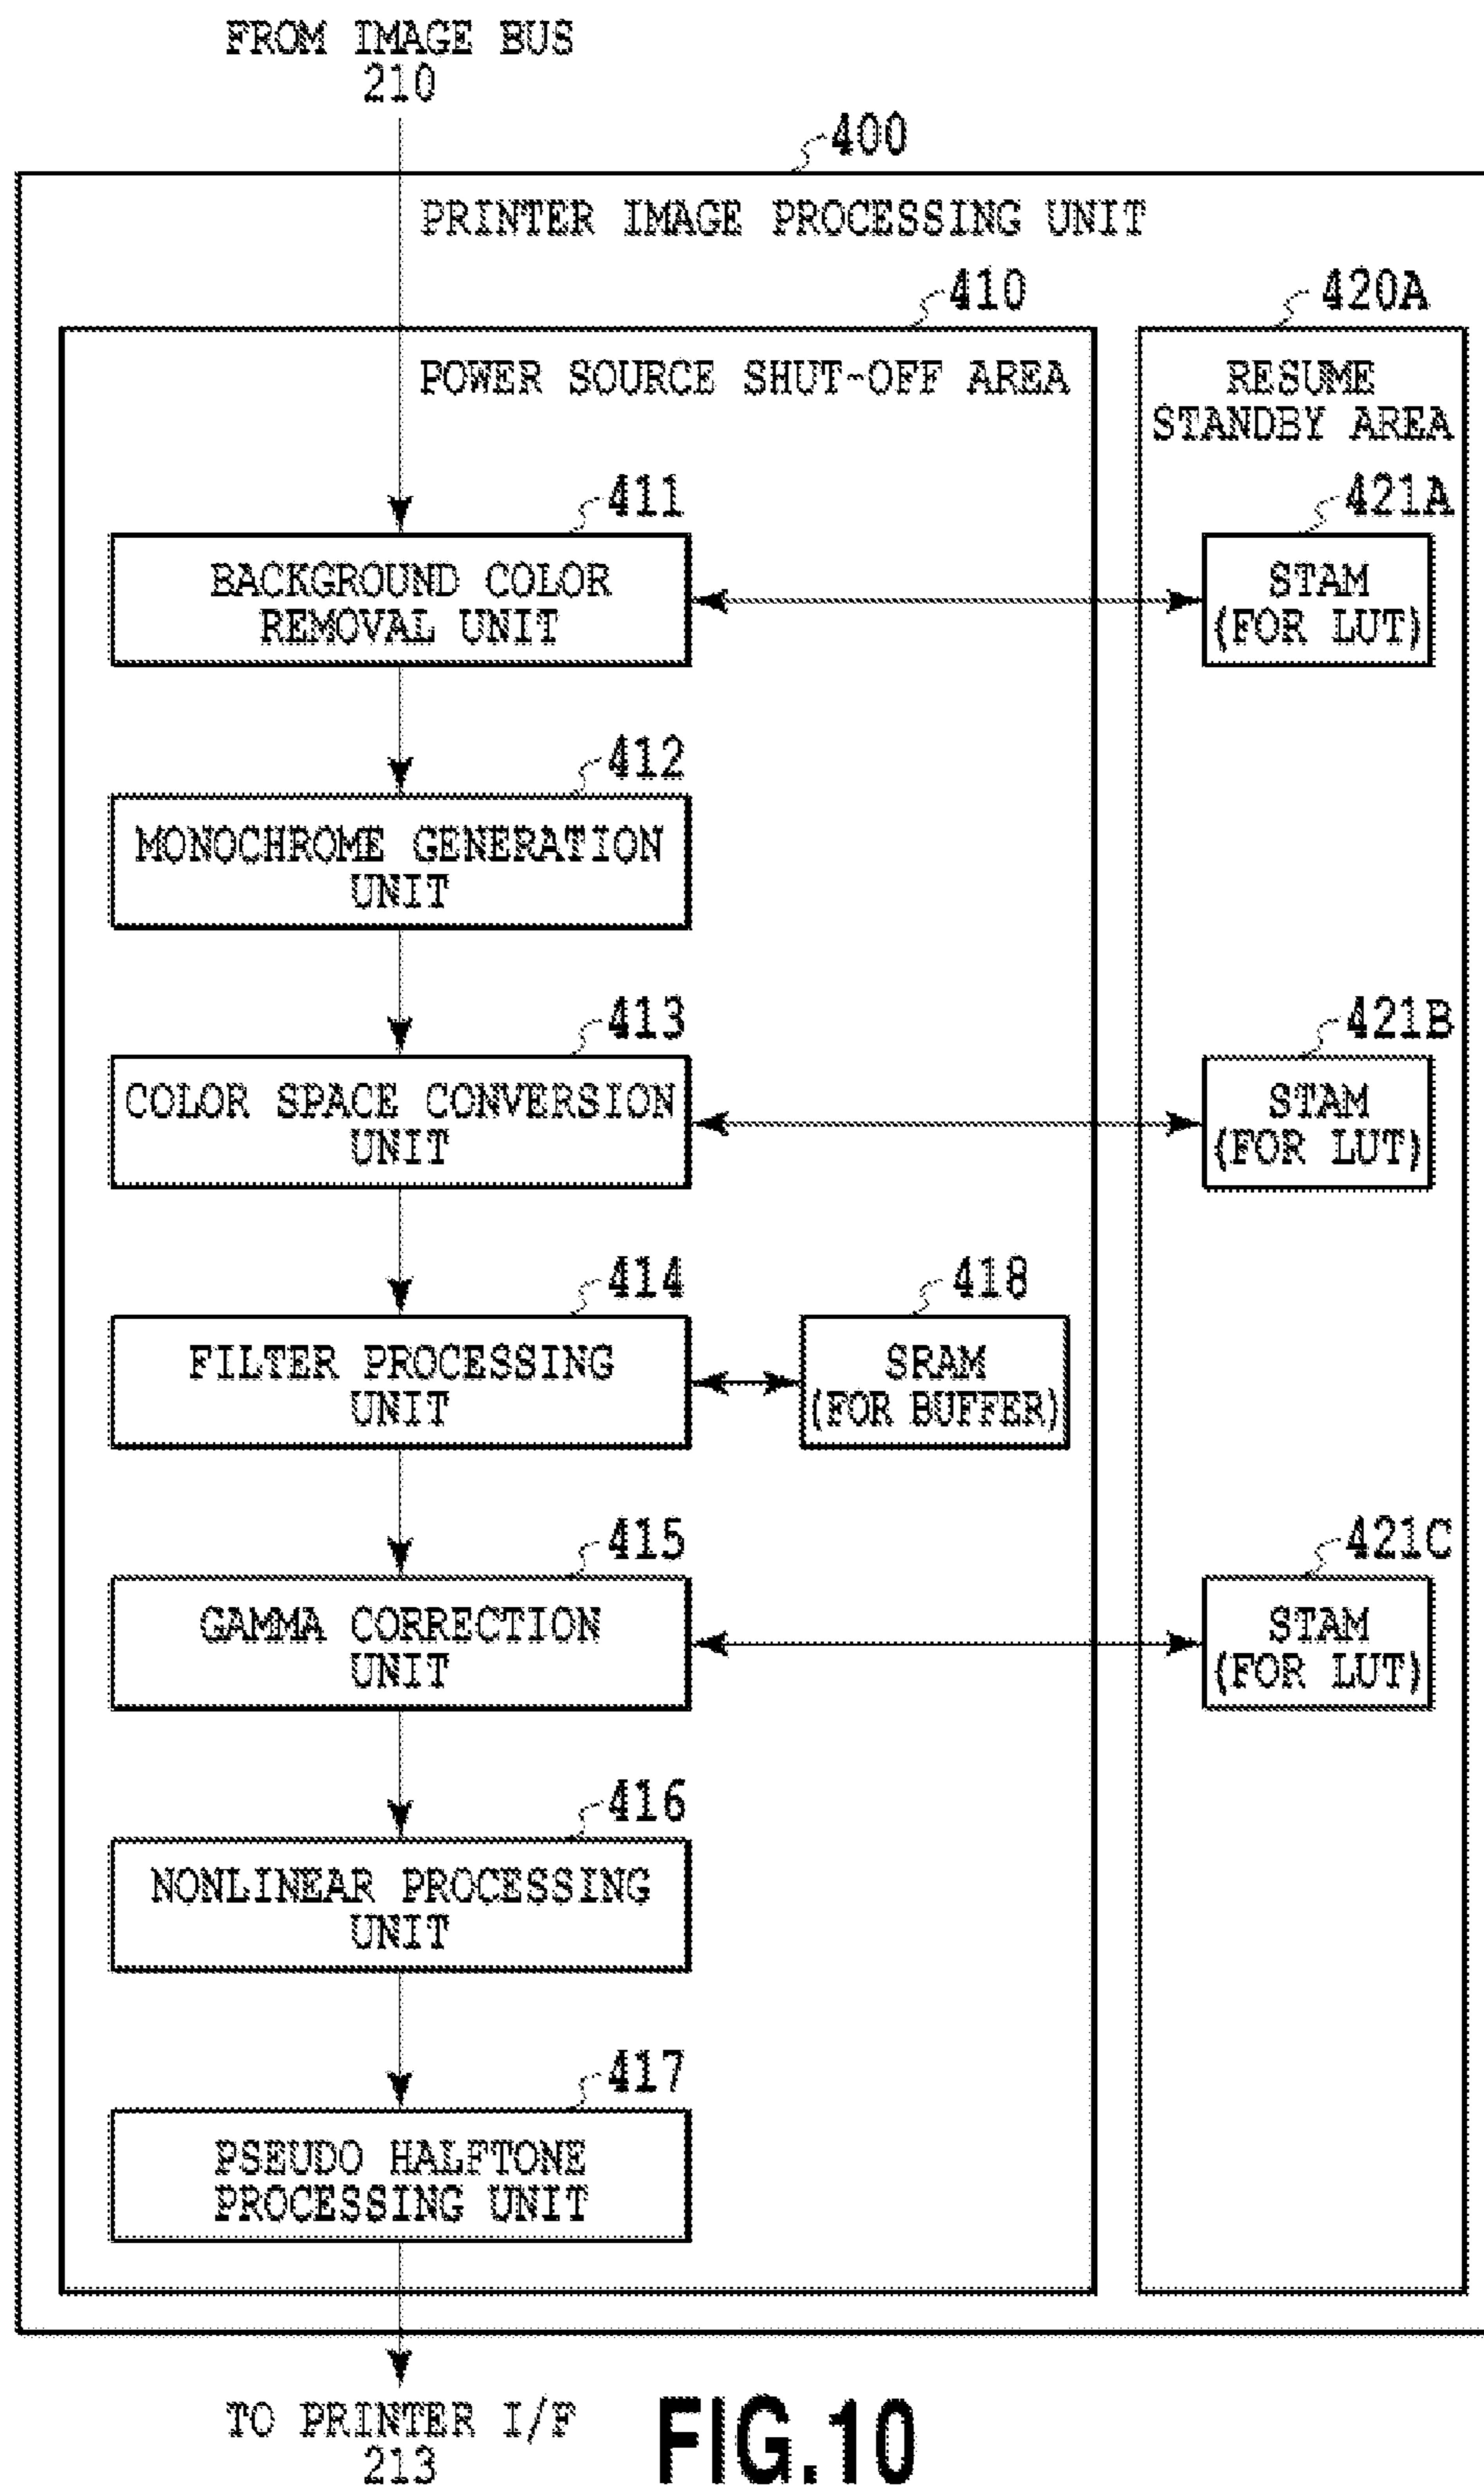 FROM IMAGE BUS
210
400
PRINTER IMAGE PROCESSING UNIT
410
420A
POWER SOURCE SHUT-OFF AREA
RESUME
STANDBY AREA
411
421A
BACKGROUND COLOR
REMOVAL UNIT
STAM
(FOR LUT)
412
MONOCHROME GENERATION
UNIT
413
421B
COLOR SPACE CONVERSION
UNIT
STAM
(FOR LUT)
414
418
FILTER PROCESSING
UNIT
SRAM
(FOR BUFFER)
415
421C
GAMMA CORRECTION
UNIT
STAM
(FOR LUT)
416
NONLINEAR PROCESSING
UNIT
417
PSEUDO HALFTONE
PROCESSING UNIT
TO PRINTER I/F
213
FIG.10